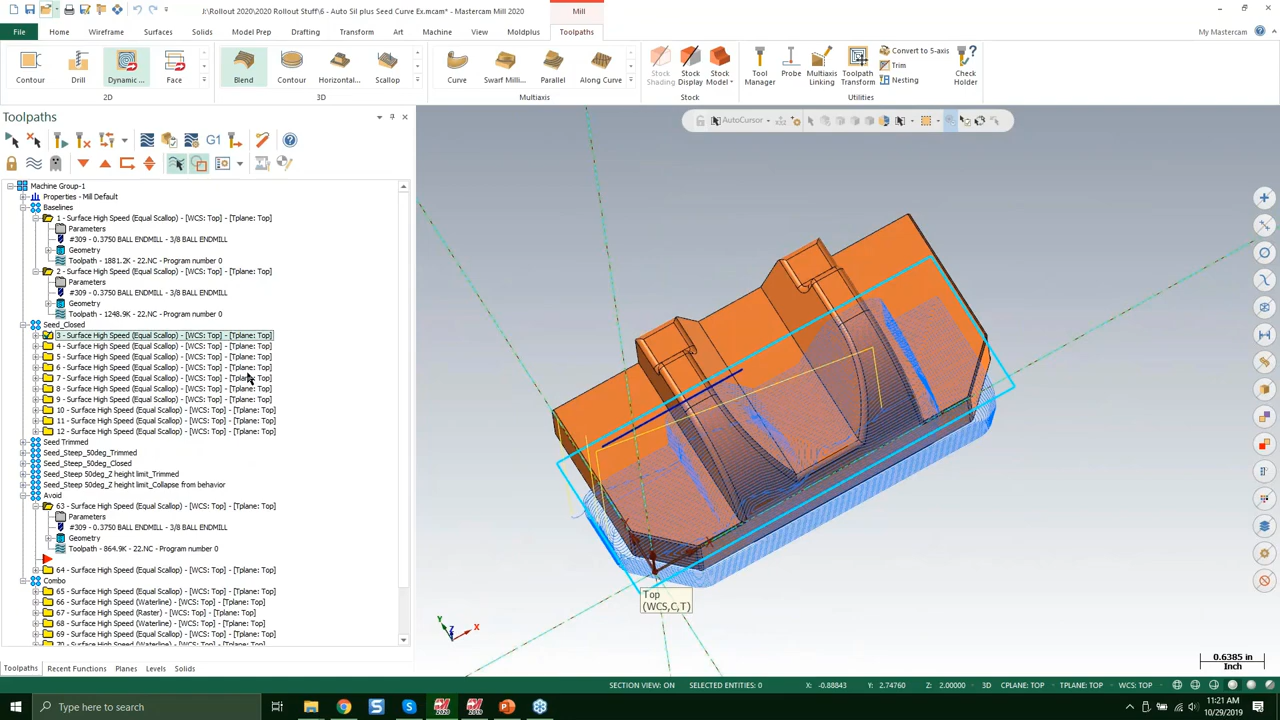 J:\Rollout 2020\2020 Rollout Stuff\6 - Auto Sil plus Seed Curve Ex.mcam* - Mastercam Mill 2020
Mill
File
Home
Wireframe
Surfaces
Solids
Model Prep
Drafting
Transform
Art
Machine
View
Moldplus
Toolpaths
My Mastercam
Contour
Drill
Dynamic ...
Face
2D
Blend
Contour
Horizontal...
Scallop
3D
Curve
Swarf Milli...
Parallel
Along Curve
Multiaxis
Stock Shading
Stock Display
Stock Model
Stock
Tool Manager
Probe
Multiaxis Linking
Toolpath Transform
Convert to 5-axis
Trim
Nesting
Check Holder
Utilities
Toolpaths
AutoCursor
G1
Machine Group-1
Properties - Mill Default
Baselines
1 - Surface High Speed (Equal Scallop) - [WCS: Top] - [Tplane: Top]
Parameters
#309 - 0.3750 BALL ENDMILL - 3/8 BALL ENDMILL
Geometry
Toolpath - 1881.2K - 22.NC - Program number 0
2 - Surface High Speed (Equal Scallop) - [WCS: Top] - [Tplane: Top]
Parameters
#309 - 0.3750 BALL ENDMILL - 3/8 BALL ENDMILL
Geometry
Toolpath - 1248.9K - 22.NC - Program number 0
Seed_Closed
3 - Surface High Speed (Equal Scallop) - [WCS: Top] - [Tplane: Top]
4 - Surface High Speed (Equal Scallop) - [WCS: Top] - [Tplane: Top]
5 - Surface High Speed (Equal Scallop) - [WCS: Top] - [Tplane: Top]
6 - Surface High Speed (Equal Scallop) - [WCS: Top] - [Tplane: Top]
7 - Surface High Speed (Equal Scallop) - [WCS: Top] - [Tplane: Top]
8 - Surface High Speed (Equal Scallop) - [WCS: Top] - [Tplane: Top]
9 - Surface High Speed (Equal Scallop) - [WCS: Top] - [Tplane: Top]
10 - Surface High Speed (Equal Scallop) - [WCS: Top] - [Tplane: Top]
11 - Surface High Speed (Equal Scallop) - [WCS: Top] - [Tplane: Top]
12 - Surface High Speed (Equal Scallop) - [WCS: Top] - [Tplane: Top]
Seed Trimmed
Seed_Steep_50deg_Trimmed
Seed_Steep_50deg_Closed
Seed_Steep 50deg_Z height limit_Trimmed
Seed_Steep 50deg_Z height limit_Collapse from behavior
Avoid
63 - Surface High Speed (Equal Scallop) - [WCS: Top] - [Tplane: Top]
Parameters
#309 - 0.3750 BALL ENDMILL - 3/8 BALL ENDMILL
Geometry
Toolpath - 864.9K - 22.NC - Program number 0
64 - Surface High Speed (Equal Scallop) - [WCS: Top] - [Tplane: Top]
Combo
65 - Surface High Speed (Equal Scallop) - [WCS: Top] - [Tplane: Top]
66 - Surface High Speed (Waterline) - [WCS: Top] - [Tplane: Top]
67 - Surface High Speed (Raster) - [WCS: Top] - [Tplane: Top]
68 - Surface High Speed (Waterline) - [WCS: Top] - [Tplane: Top]
69 - Surface High Speed (Equal Scallop) - [WCS: Top] - [Tplane: Top]
70 - Surface High Speed (Waterline) - [WCS: Top] - [Tplane: Top]
Top
(WCS,C,T)
Y
Z
X
0.6385 in
Inch
Toolpaths
Recent Functions
Planes
Levels
Solids
SECTION VIEW: ON
SELECTED ENTITIES: 0
X: -0.88843
Y: 2.74760
Z: 2.00000
3D
CPLANE: TOP
TPLANE: TOP
WCS: TOP
Type here to search
2020
2019
11:21 AM
10/29/2019